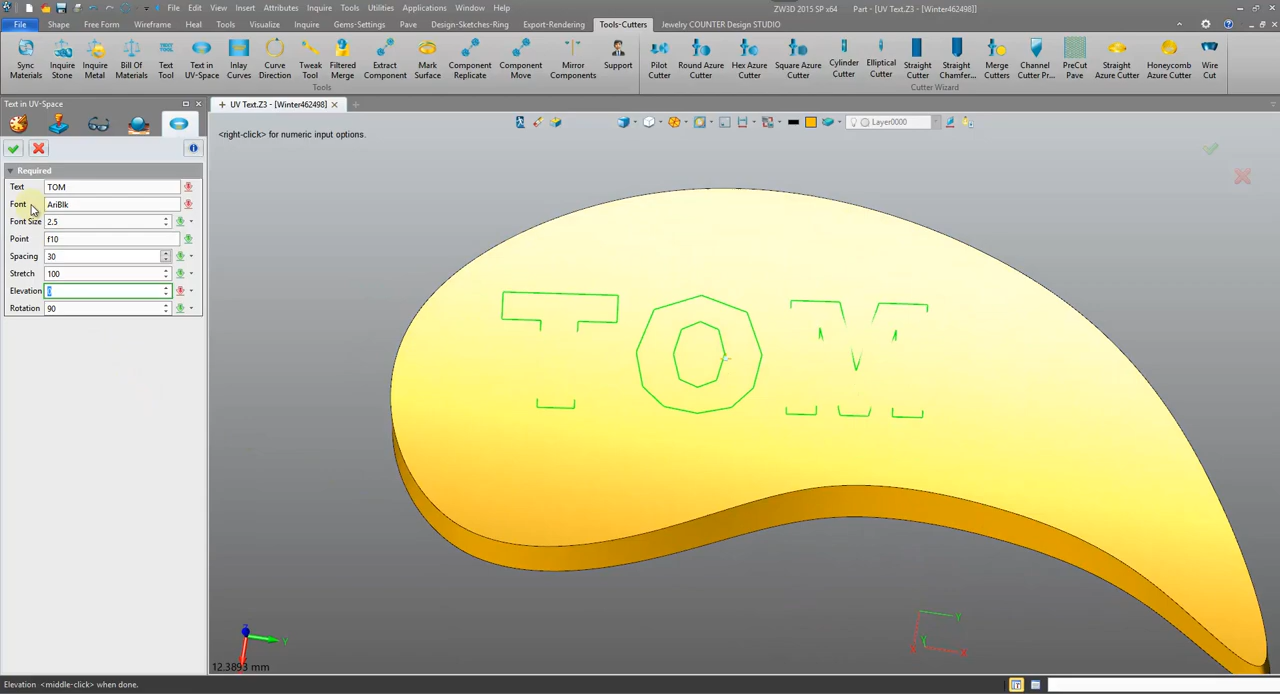 File Edit View Insert Attributes Inquire Tools Utilities Applications Window Help
ZW3D 2015 SP x64 Part - [UV Text.Z3 - [Winter462498]]
File Shape Free Form Wireframe Heal Tools Visualize Inquire Gems-Settings Pave Design-Sketches-Ring Export-Rendering Tools-Cutters Jewelry COUNTER Design STUDIO
Sync Materials
Inquire Stone
Inquire Metal
Bill Of Materials
Text Tool
Text in UV-Space
Inlay Curves
Curve Direction
Tweak Tool
Filtered Merge
Extract Component
Mark Surface
Component Replicate
Component Move
Mirror Components
Support
Pilot Cutter
Round Azure Cutter
Hex Azure Cutter
Square Azure Cutter
Cylinder Cutter
Elliptical Cutter
Straight Cutter
Straight Chamfer...
Merge Cutters
Channel Cutter Pr...
PreCut Pave
Straight Azure Cutter
Honeycomb Azure Cutter
Wire Cut
Tools Cutter Wizard
Text in UV-Space
UV Text.Z3 - [Winter462498]
<right-click> for numeric input options.
Layer0000
Required
Text TOM
Font AriBlk
Font Size 2.5
Point f10
Spacing 30
Stretch 100
Elevation 0
Rotation 90
TOM
Z
Y
Y
X
12.3893 mm
Elevation <middle-click> when done.